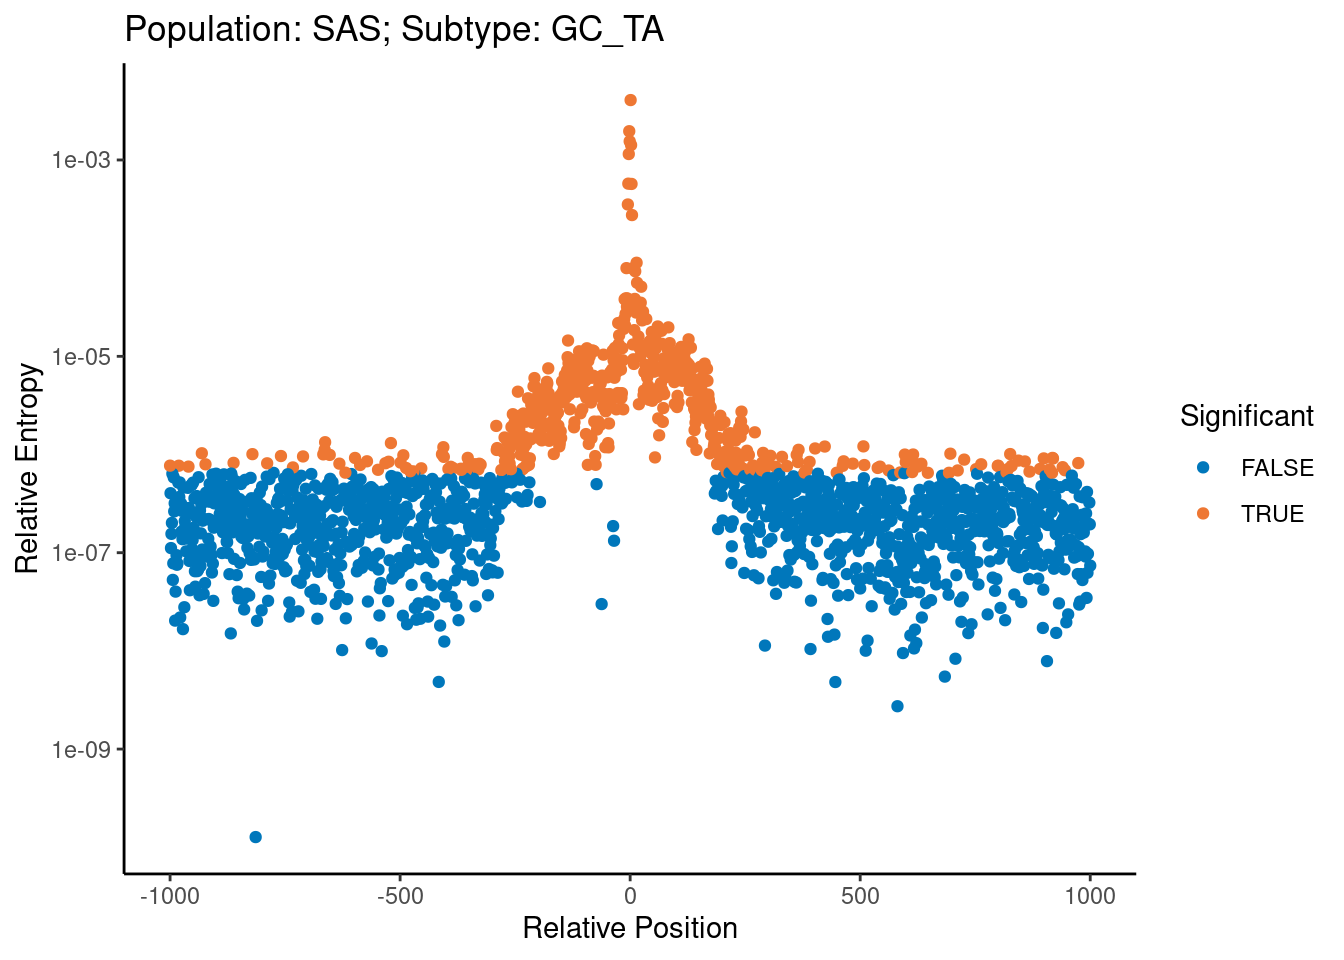 Population: SAS; Subtype: GC_TA
1e-03
1e-05
1e-07
1e-09
Relative Entropy
-1000
-500
0
500
1000
Relative Position
Significant
FALSE
TRUE